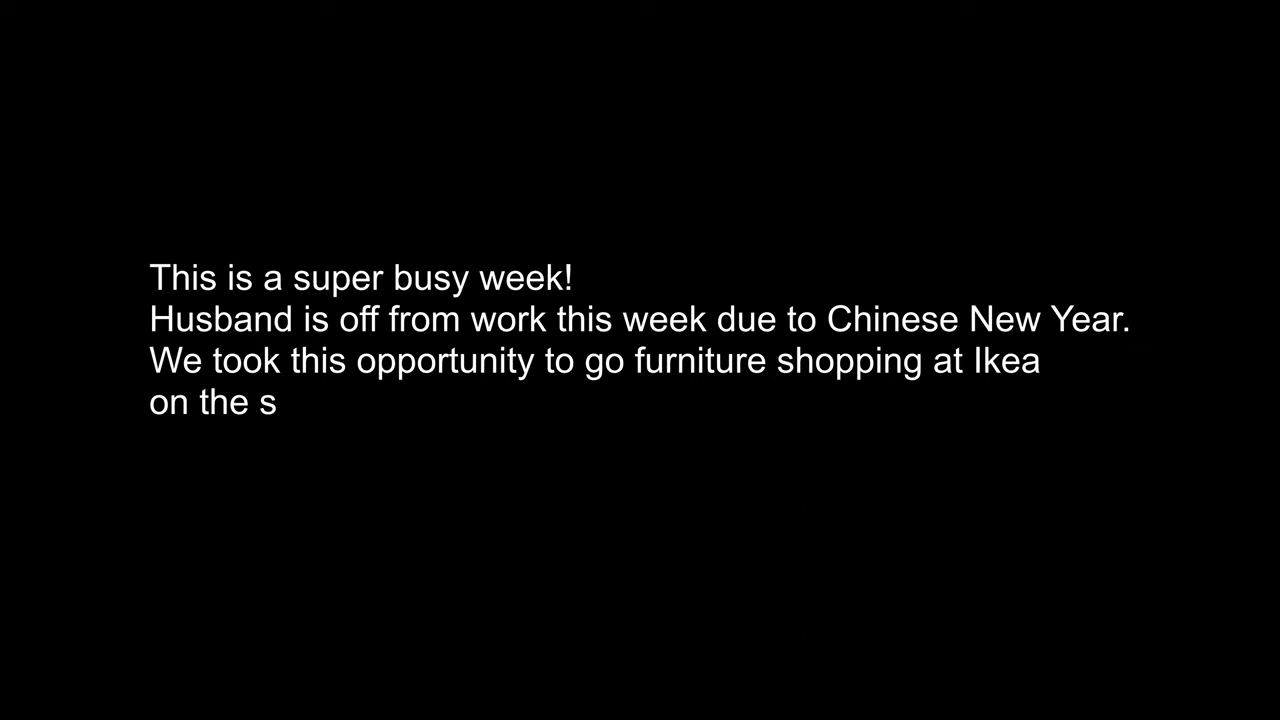 This is a super busy week!
Husband is off from work this week due to Chinese New Year.
We took this opportunity to go furniture shopping at Ikea
on the s